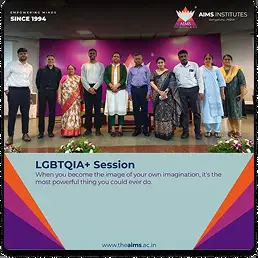 EMPOWERING MINDS
SINCE 1994
AIMS INSTITUTES
Bengaluru, INDIA
AIMS
LGBTQIA+ Session
When you become the image of your own imagination, it's the
most powerful thing you could ever do.
www.theaims.ac.in